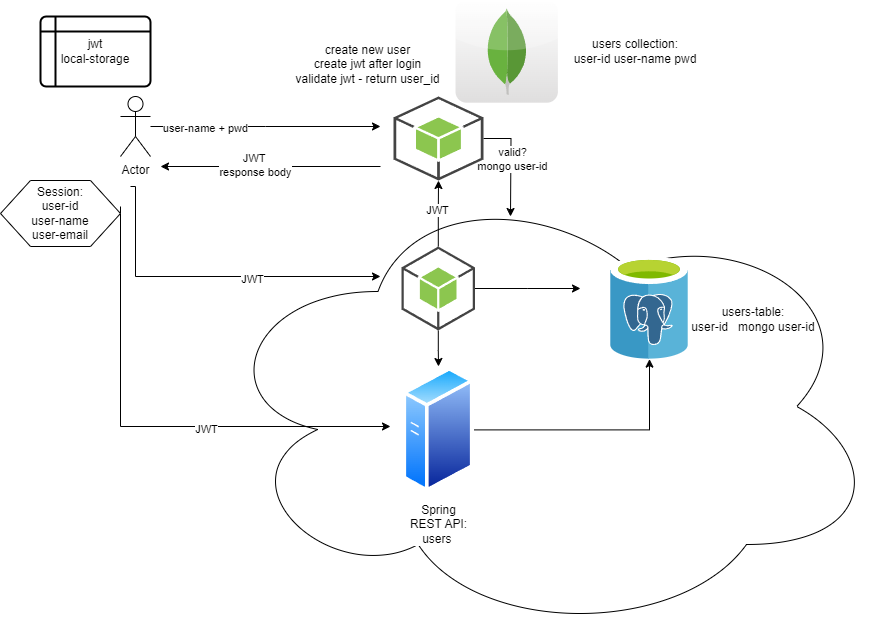 jwt
local-storage
create new user
create jwt after login
validate jwt - return user_id
users collection:
user-id user-name pwd
user-name + pwd
JWT
response body
Actor
valid?
mongo user-id
Session:
user-id
user-name
user-email
JWT
JWT
users-table:
user-id   mongo user-id
JWT
Spring
REST API:
users